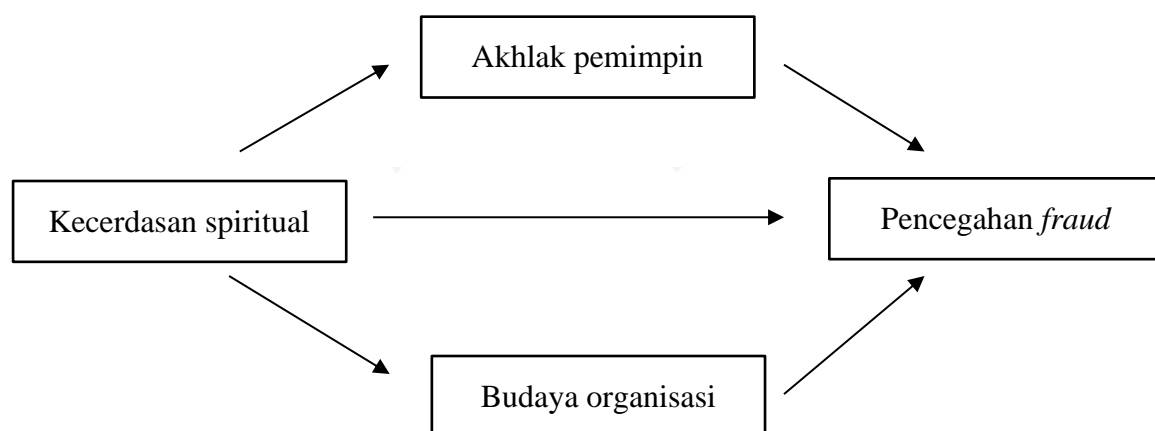 Akhlak pemimpin
Kecerdasan spiritual
Pencegahan fraud
Budaya organisasi